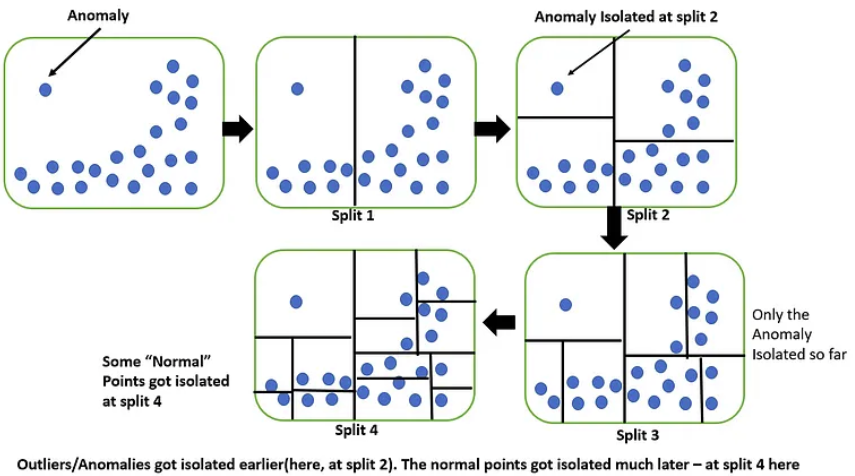 Anomaly
Anomaly Isolated at split 2
Split 1
Split 2
Only the
Anomaly
Isolated so far
Some “Normal”
Points got isolated
at split 4
Split 4
Split 3
Outliers/Anomalies got isolated earlier(here, at split 2). The normal points got isolated much later – at split 4 here